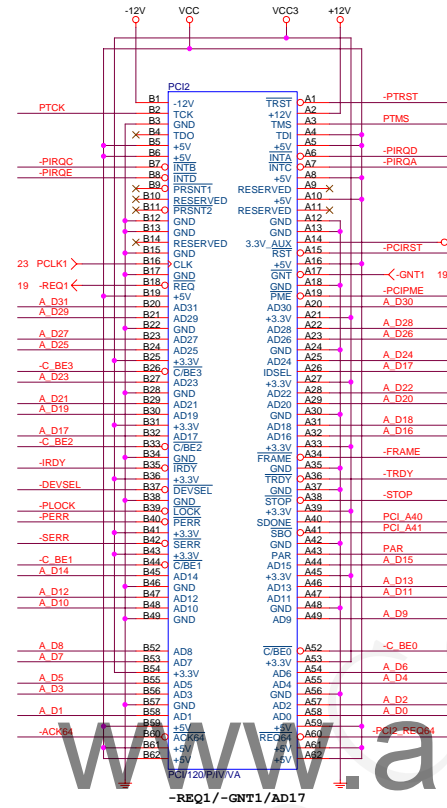 -12V VCC VCC3 +12V
PCI2
B1 -12V TRST A1 -PTRST
PTCK B2 TCK +12V A2
B3 GND TMS A3 PTMS
B4 TDO TDI A4
B5 +5V +5V A5
B6 +5V INTA A6 -PIRQD
-PIRQC B7 INTB INTC A7 -PIRQA
-PIRQE B8 INTD +5V A8
B9 PRSNT1 RESERVED A9
B10 RESERVED +5V A10
B11 PRSNT2 RESERVED A11
B12 GND GND A12
B13 GND GND A13
B14 RESERVED 3.3V_AUX A14
B15 GND RST A15 -PCIRST
23 PCLK1 B16 CLK +5V A16
B17 GND GNT A17 -GNT1 19
19 -REQ1 B18 REQ GND A18
B19 +5V PME A19 -PCIPME
A_D31 B20 AD31 AD30 A20 A_D30
A_D29 B21 AD29 +3.3V A21
B22 GND AD28 A22 A_D28
A_D27 B23 AD27 AD26 A23 A_D26
A_D25 B24 AD25 GND A24
B25 +3.3V AD24 A25 A_D24
-C_BE3 B26 C/BE3 IDSEL A26 A_D17
A_D23 B27 AD23 +3.3V A27
B28 GND AD22 A28 A_D22
A_D21 B29 AD21 AD20 A29 A_D20
A_D19 B30 AD19 GND A30
B31 +3.3V AD18 A31 A_D18
A_D17 B32 AD17 AD16 A32 A_D16
-C_BE2 B33 C/BE2 +3.3V A33
B34 GND FRAME A34 -FRAME
-IRDY B35 IRDY GND A35
B36 +3.3V TRDY A36 -TRDY
-DEVSEL B37 DEVSEL GND A37
B38 GND STOP A38 -STOP
-PLOCK B39 LOCK +3.3V A39
-PERR B40 PERR SDONE A40 PCI_A40
B41 +3.3V SBO A41 PCI_A41
-SERR B42 SERR GND A42
B43 +3.3V PAR A43 PAR
-C_BE1 B44 C/BE1 AD15 A44 A_D15
A_D14 B45 AD14 +3.3V A45
B46 GND AD13 A46 A_D13
A_D12 B47 AD12 AD11 A47 A_D11
A_D10 B48 AD10 GND A48
B49 GND AD9 A49 A_D9
A_D8 B52 AD8 C/BE0 A52 -C_BE0
A_D7 B53 AD7 +3.3V A53
B54 +3.3V AD6 A54 A_D6
A_D5 B55 AD5 AD4 A55 A_D4
A_D3 B56 AD3 GND A56
B57 GND AD2 A57 A_D2
A_D1 B58 AD1 AD0 A58 A_D0
B59 +5V +5V A59
-ACK64 B60 ACK64 REQ64 A60 -PCI2_REQ64
B61 +5V +5V A61
B62 +5V +5V A62
PCI/120/P/IV/VA
www.a
-REQ1/-GNT1/AD17